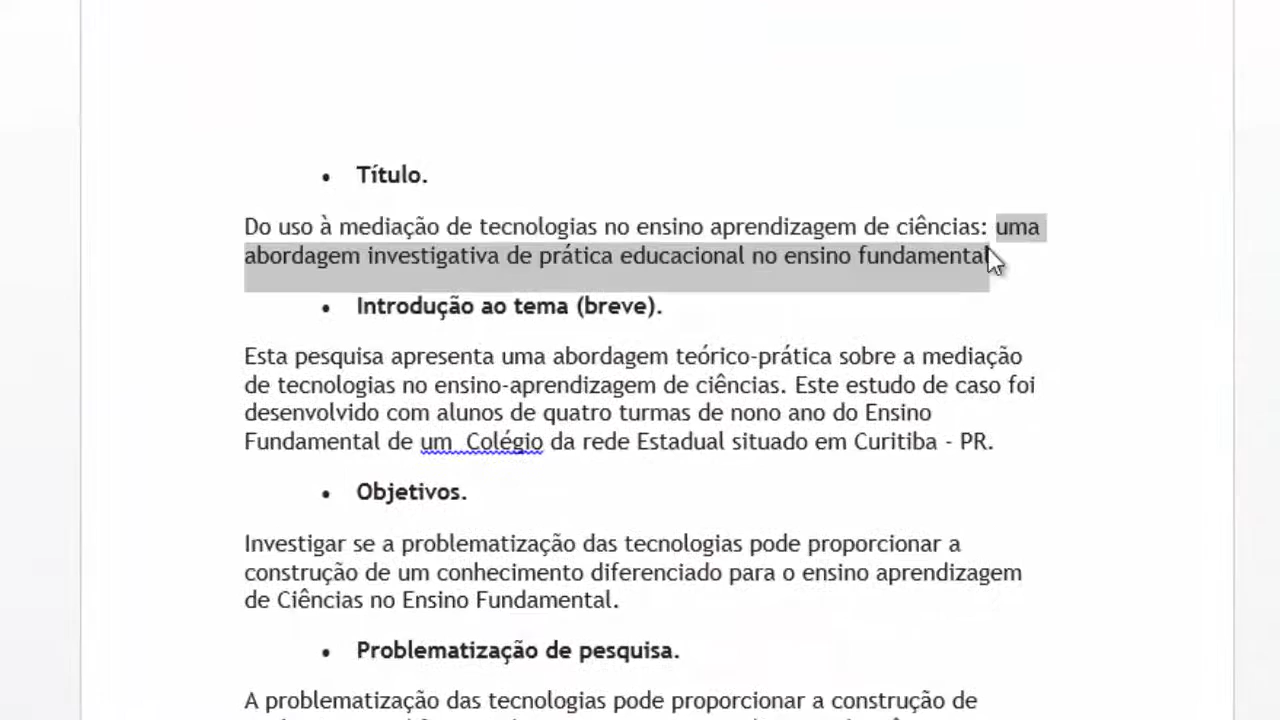 • Título.
Do uso à mediação de tecnologias no ensino aprendizagem de ciências: uma
abordagem investigativa de prática educacional no ensino fundamental
• Introdução ao tema (breve).
Esta pesquisa apresenta uma abordagem teórico-prática sobre a mediação
de tecnologias no ensino-aprendizagem de ciências. Este estudo de caso foi
desenvolvido com alunos de quatro turmas de nono ano do Ensino
Fundamental de um  Colégio da rede Estadual situado em Curitiba - PR.
• Objetivos.
Investigar se a problematização das tecnologias pode proporcionar a
construção de um conhecimento diferenciado para o ensino aprendizagem
de Ciências no Ensino Fundamental.
• Problematização de pesquisa.
A problematização das tecnologias pode proporcionar a construção de